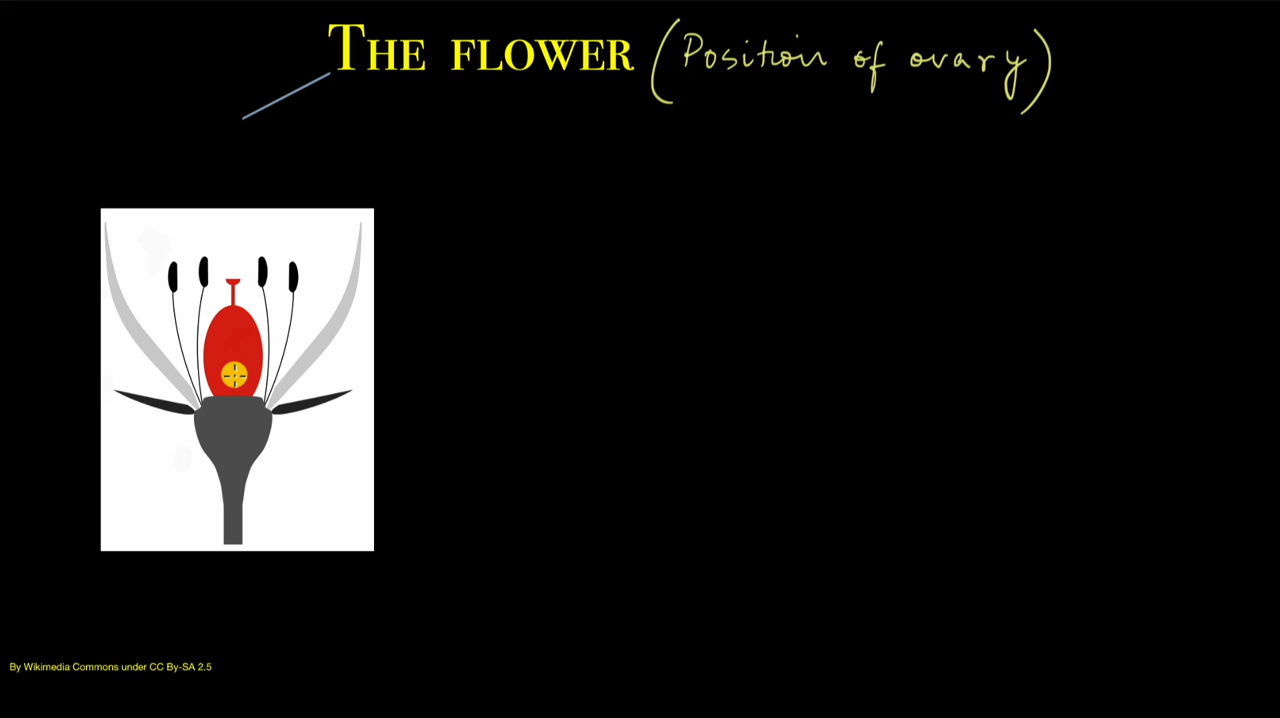 THE FLOWER (Position of ovary)
By Wikimedia Commons under CC By-SA 2.5